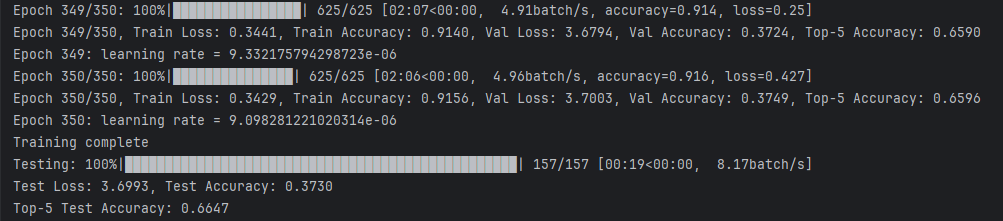 Epoch 349/350: 100%|██████████████| 625/625 [02:07<00:00,  4.91batch/s, accuracy=0.914, loss=0.25]
Epoch 349/350, Train Loss: 0.3441, Train Accuracy: 0.9140, Val Loss: 3.6794, Val Accuracy: 0.3724, Top-5 Accuracy: 0.6590
Epoch 349: learning rate = 9.332175794298723e-06
Epoch 350/350: 100%|█████████████| 625/625 [02:06<00:00,  4.96batch/s, accuracy=0.916, loss=0.427]
Epoch 350/350, Train Loss: 0.3429, Train Accuracy: 0.9156, Val Loss: 3.7003, Val Accuracy: 0.3749, Top-5 Accuracy: 0.6596
Epoch 350: learning rate = 9.098281221020314e-06
Training complete
Testing: 100%|██████████████████████████████████████████| 157/157 [00:19<00:00,  8.17batch/s]
Test Loss: 3.6993, Test Accuracy: 0.3730
Top-5 Test Accuracy: 0.6647